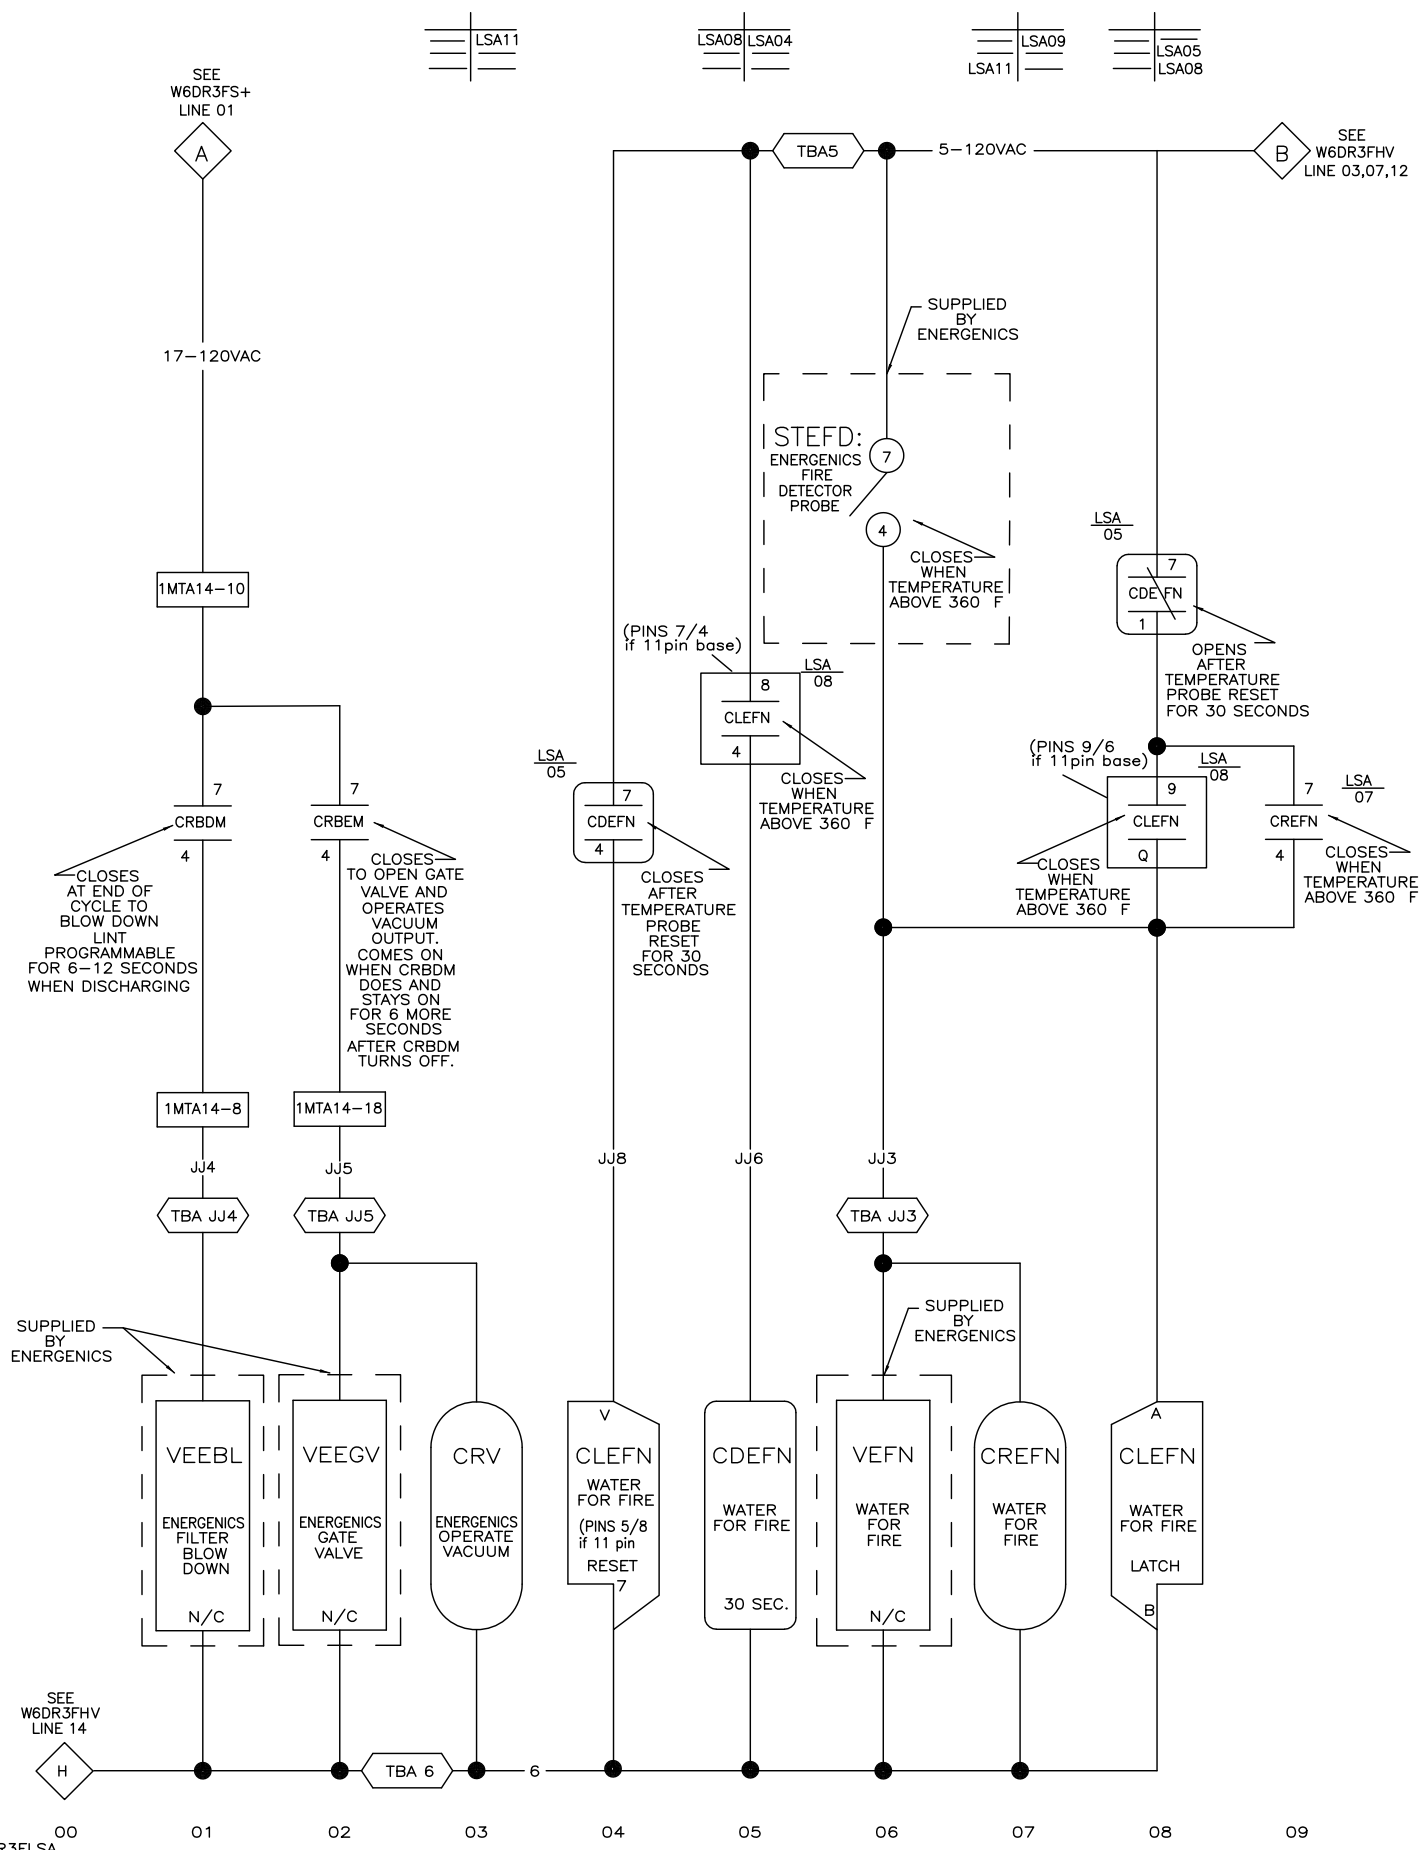 LSA11
LSA08 LSA04
LSA09
LSA11
LSA05
LSA08
SEE
W6DR3FS+
LINE 01
A
TBA5
5-120VAC
B
SEE
W6DR3FHV
LINE 03,07,12
17-120VAC
SUPPLIED
BY
ENERGENICS
STEFD:
ENERGENICS
FIRE
DETECTOR
PROBE
7
4
CLOSES
WHEN
TEMPERATURE
ABOVE 360 F
LSA
05
7
CDEFN
1
OPENS
AFTER
TEMPERATURE
PROBE RESET
FOR 30 SECONDS
1MTA14-10
(PINS 7/4
if 11pin base)
LSA
08
8
CLEFN
4
CLOSES
WHEN
TEMPERATURE
ABOVE 360 F
(PINS 9/6
if 11pin base)
LSA
08
9
CLEFN
Q
CLOSES
WHEN
TEMPERATURE
ABOVE 360 F
LSA
07
7
CREFN
4
CLOSES
WHEN
TEMPERATURE
ABOVE 360 F
LSA
05
7
CDEFN
4
CLOSES
AFTER
TEMPERATURE
PROBE
RESET
FOR 30
SECONDS
7
CRBDM
4
CLOSES
AT END OF
CYCLE TO
BLOW DOWN
LINT
PROGRAMMABLE
FOR 6-12 SECONDS
WHEN DISCHARGING
7
CRBEM
4
CLOSES
TO OPEN GATE
VALVE AND
OPERATES
VACUUM
OUTPUT.
COMES ON
WHEN CRBDM
DOES AND
STAYS ON
FOR 6 MORE
SECONDS
AFTER CRBDM
TURNS OFF.
1MTA14-8
1MTA14-18
JJ4
JJ5
JJ8
JJ6
JJ3
TBA JJ4
TBA JJ5
TBA JJ3
SUPPLIED
BY
ENERGENICS
SUPPLIED
BY
ENERGENICS
VEEBL
ENERGENICS
FILTER
BLOW
DOWN
N/C
VEEGV
ENERGENICS
GATE
VALVE
N/C
CRV
ENERGENICS
OPERATE
VACUUM
V
CLEFN
WATER
FOR FIRE
(PINS 5/8
if 11 pin
RESET
7
CDEFN
WATER
FOR FIRE
30 SEC.
VEFN
WATER
FOR
FIRE
N/C
CREFN
WATER
FOR
FIRE
A
CLEFN
WATER
FOR FIRE
LATCH
B
SEE
W6DR3FHV
LINE 14
H
TBA 6
6
00 01 02 03 04 05 06 07 08 09